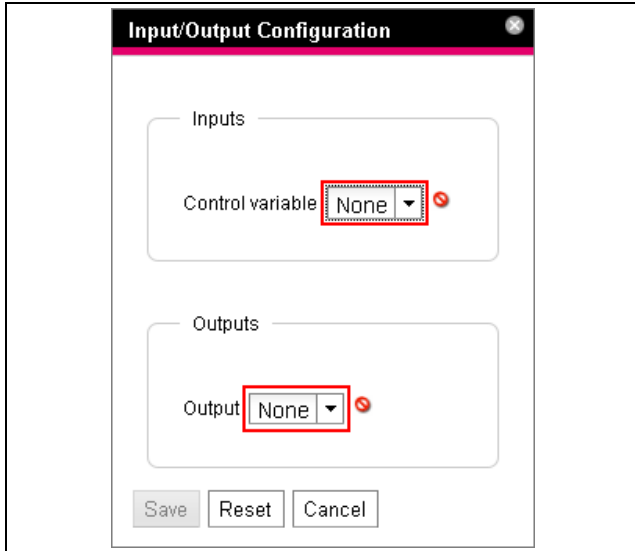 Input/Output Configuration
Inputs
Control variable None
Outputs
Output None
Save Reset Cancel